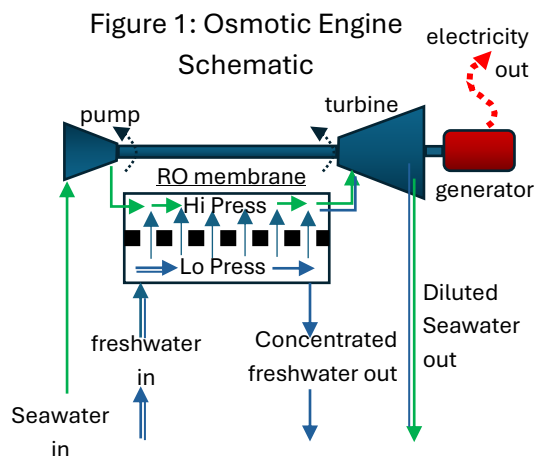 Figure 1: Osmotic Engine
Schematic
electricity
out
pump
turbine
generator
RO membrane
Hi Press
Lo Press
freshwater
in
Concentrated
freshwater out
Diluted
Seawater
out
Seawater
in